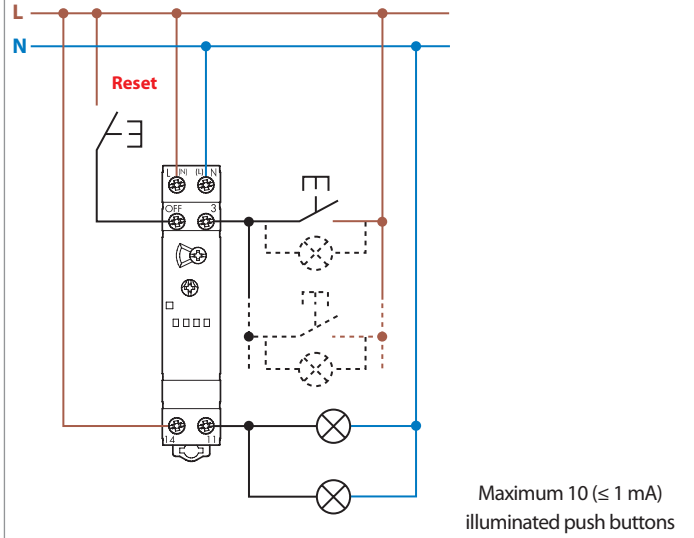 L
N
Reset
L (N) (L) N
OFF 3
14 11
Maximum 10 (≤ 1 mA)
illuminated push buttons